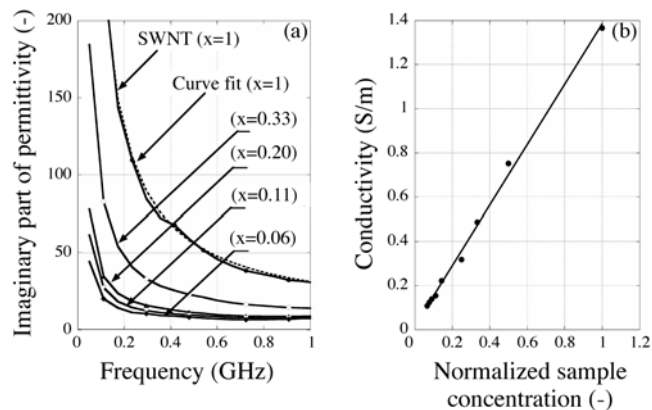 200
150
100
50
0
Imaginary part of permittivity (-)
(a)
SWNT (x=1)
Curve fit (x=1)
(x=0.33)
(x=0.20)
(x=0.11)
(x=0.06)
0 0.2 0.4 0.6 0.8 1
Frequency (GHz)
1.4
1.2
1
0.8
0.6
0.4
0.2
0
Conductivity (S/m)
(b)
0 0.2 0.4 0.6 0.8 1 1.2
Normalized sample
concentration (-)